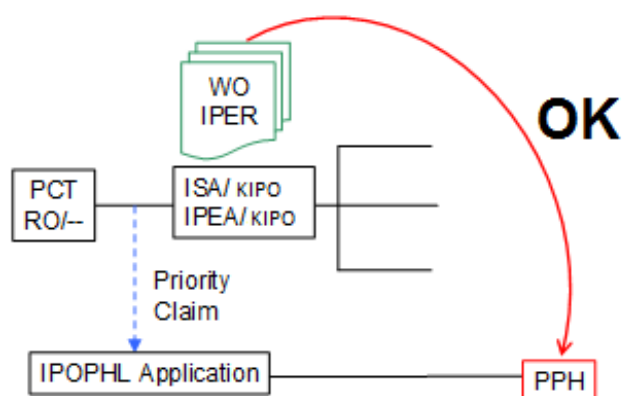 WO
IPER
OK
PCT
RO/--
ISA/ KIPO
IPEA/ KIPO
Priority
Claim
IPOPHL Application
PPH